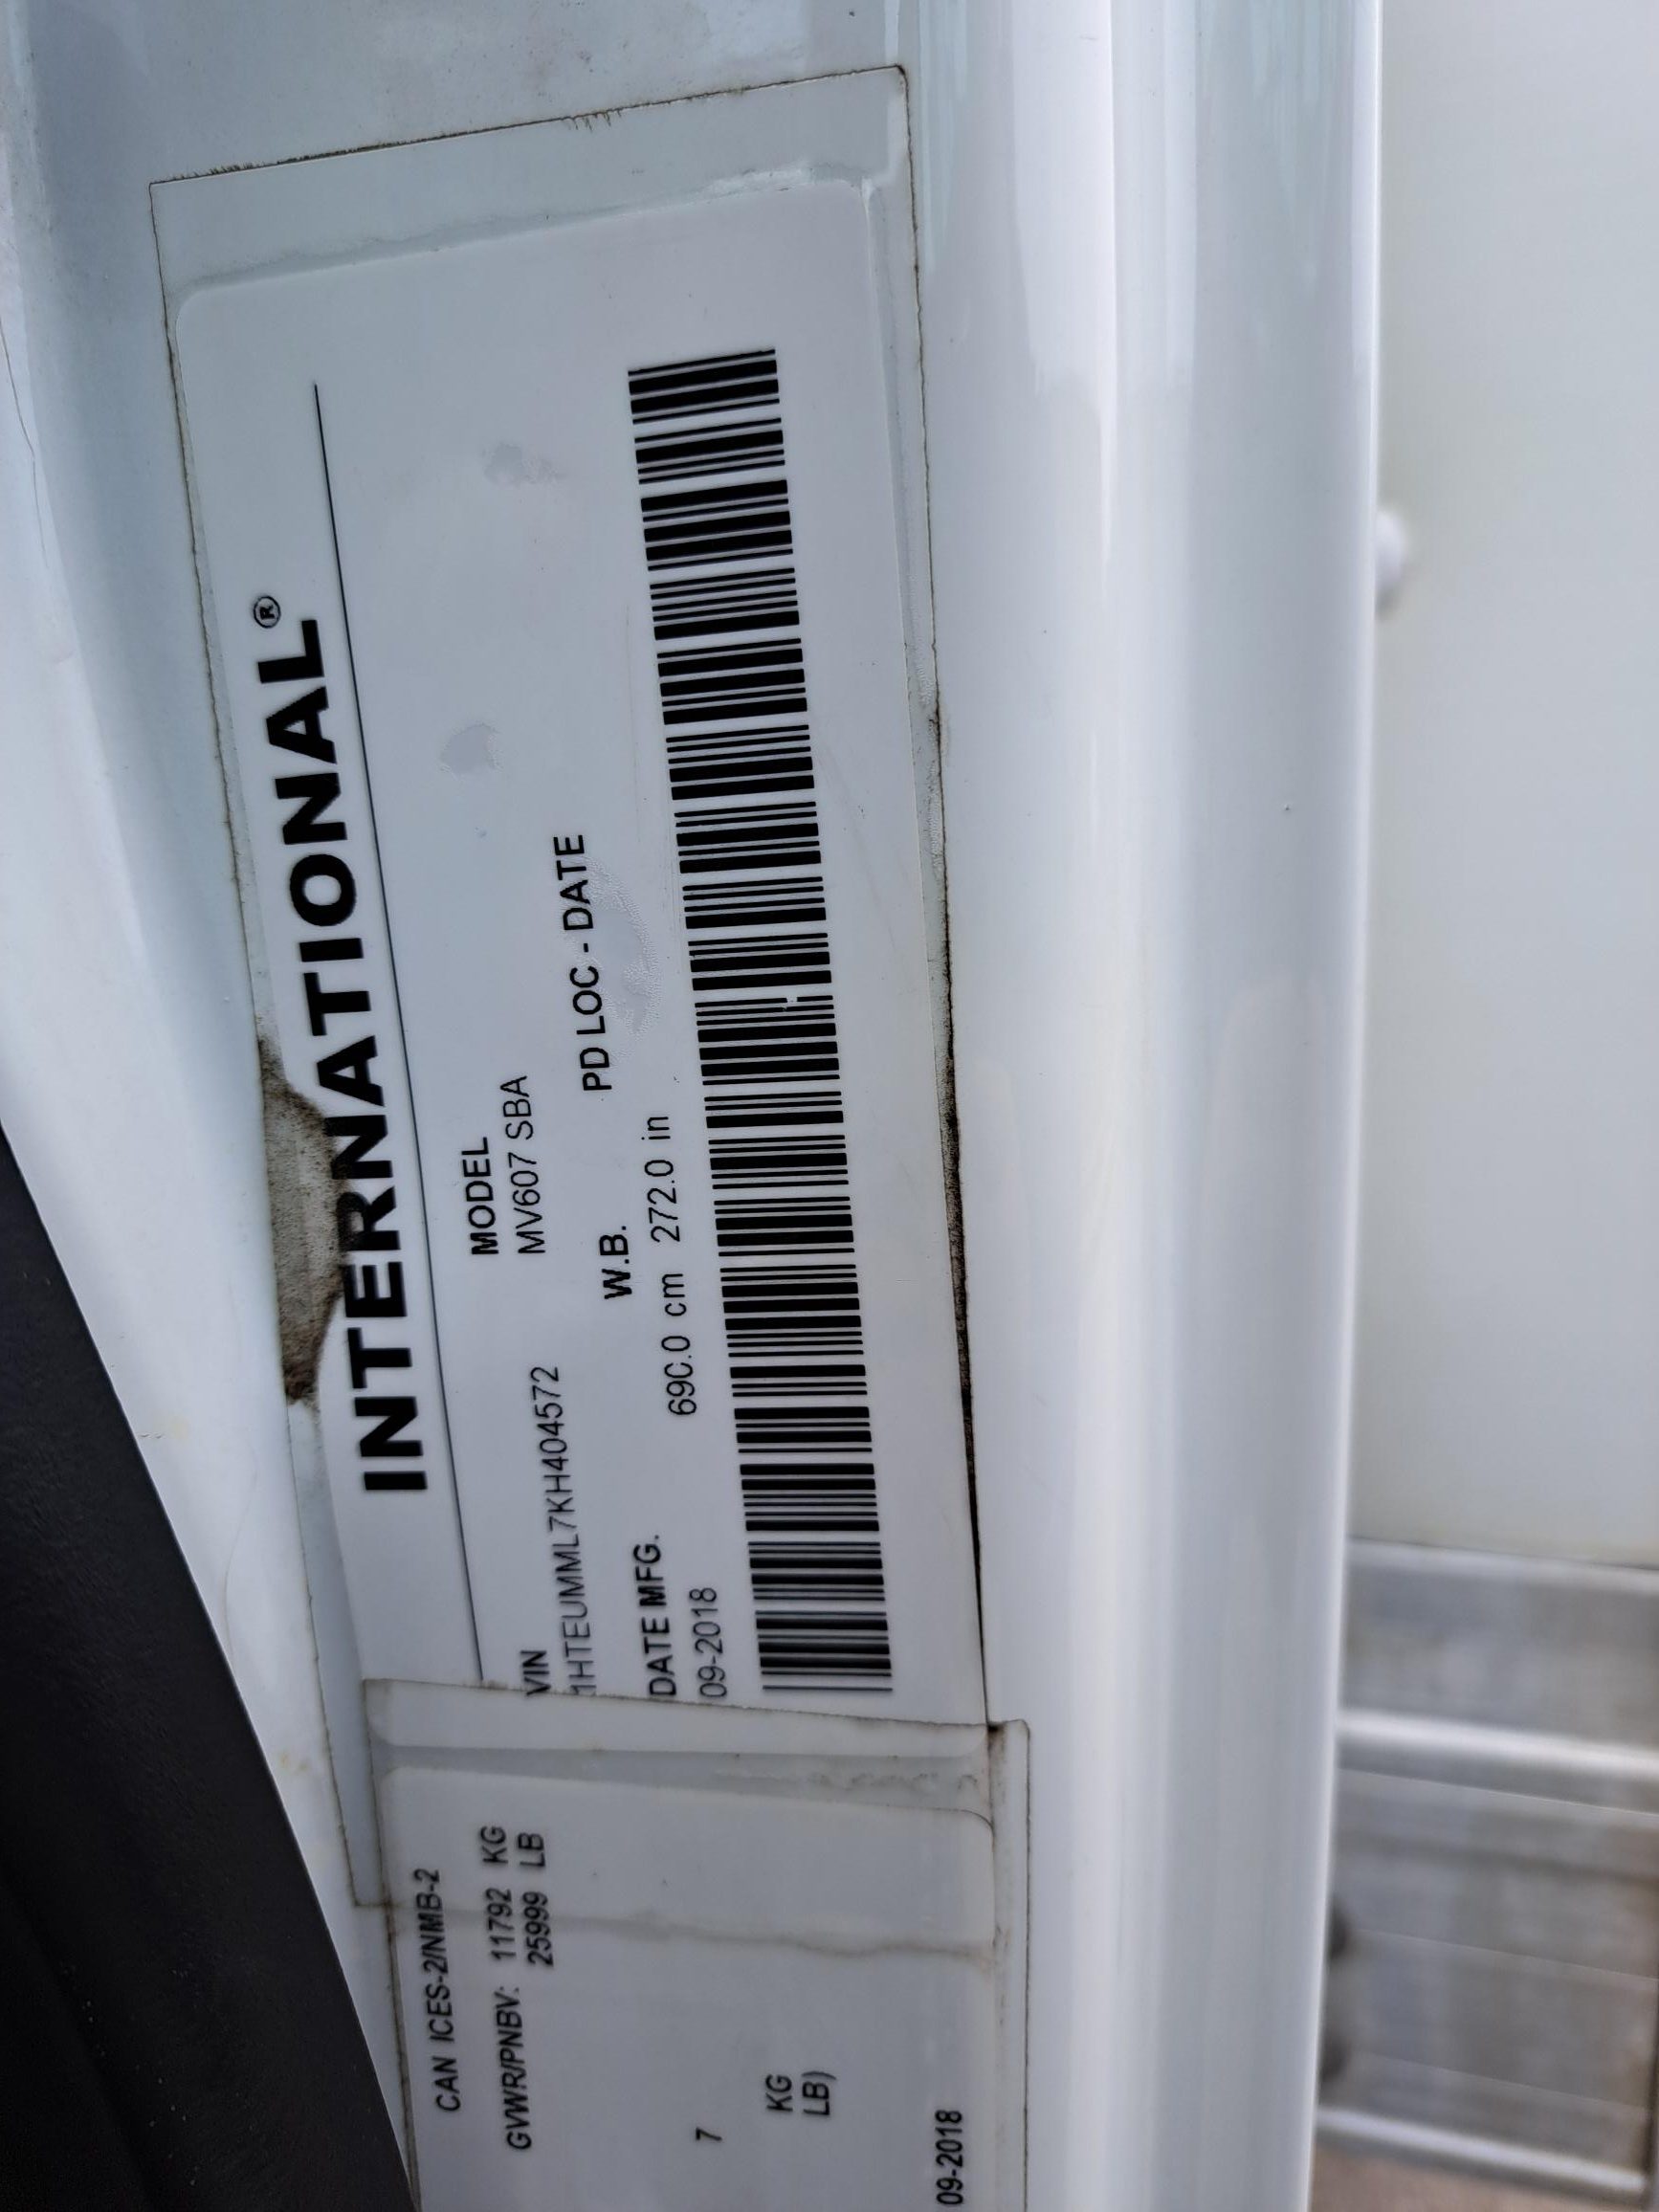 INTERNATIONAL®
VIN MODEL
1HTEUMML7KH404572 MV607 SBA
DATE MFG. W.B. PD LOC - DATE
09-2018 690.0 cm 272.0 in
CAN ICES-2/NMB-2
GVWR/PNBV: 11792 KG
25999 LB
7
KG
LB)
09-2018